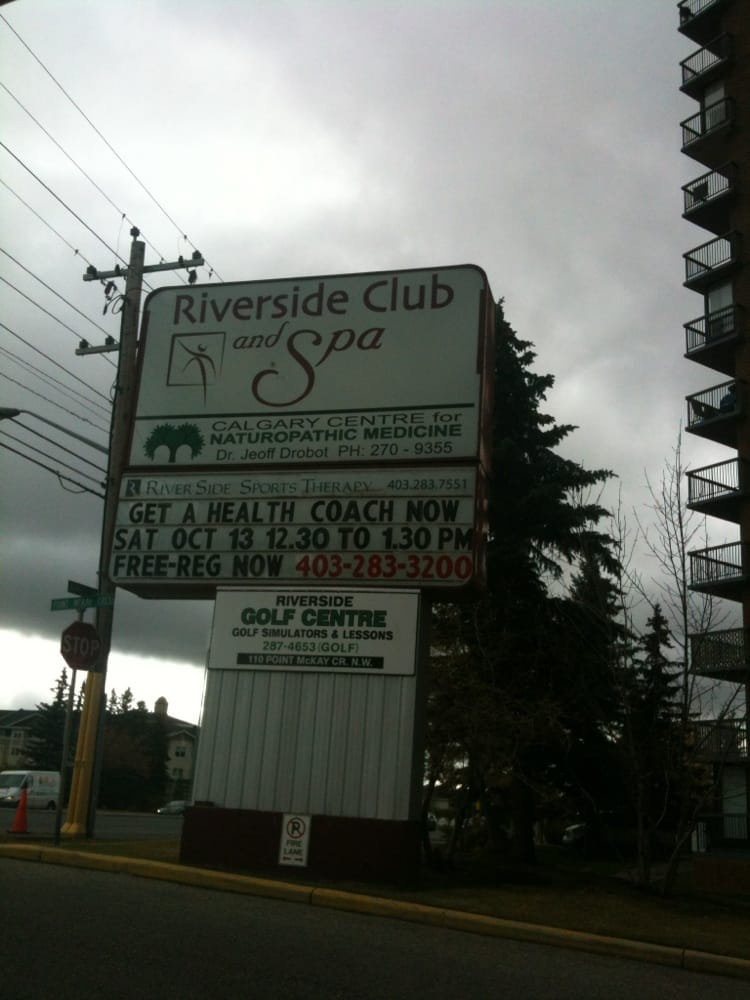 Riverside Club
and Spa
CALGARY CENTRE for
NATUROPATHIC MEDICINE
Dr. Jeoff Drobot PH: 270 - 9355
RIVER SIDE SPORTS THERAPY 403.283.7551
GET A HEALTH COACH NOW
SAT OCT 13 12.30 TO 1.30 PM
FREE-REG NOW 403-283-3200
RIVERSIDE
GOLF CENTRE
GOLF SIMULATORS & LESSONS
287-4653 (GOLF)
110 POINT McKAY CR. N.W.
STOP
FIRE
LANE